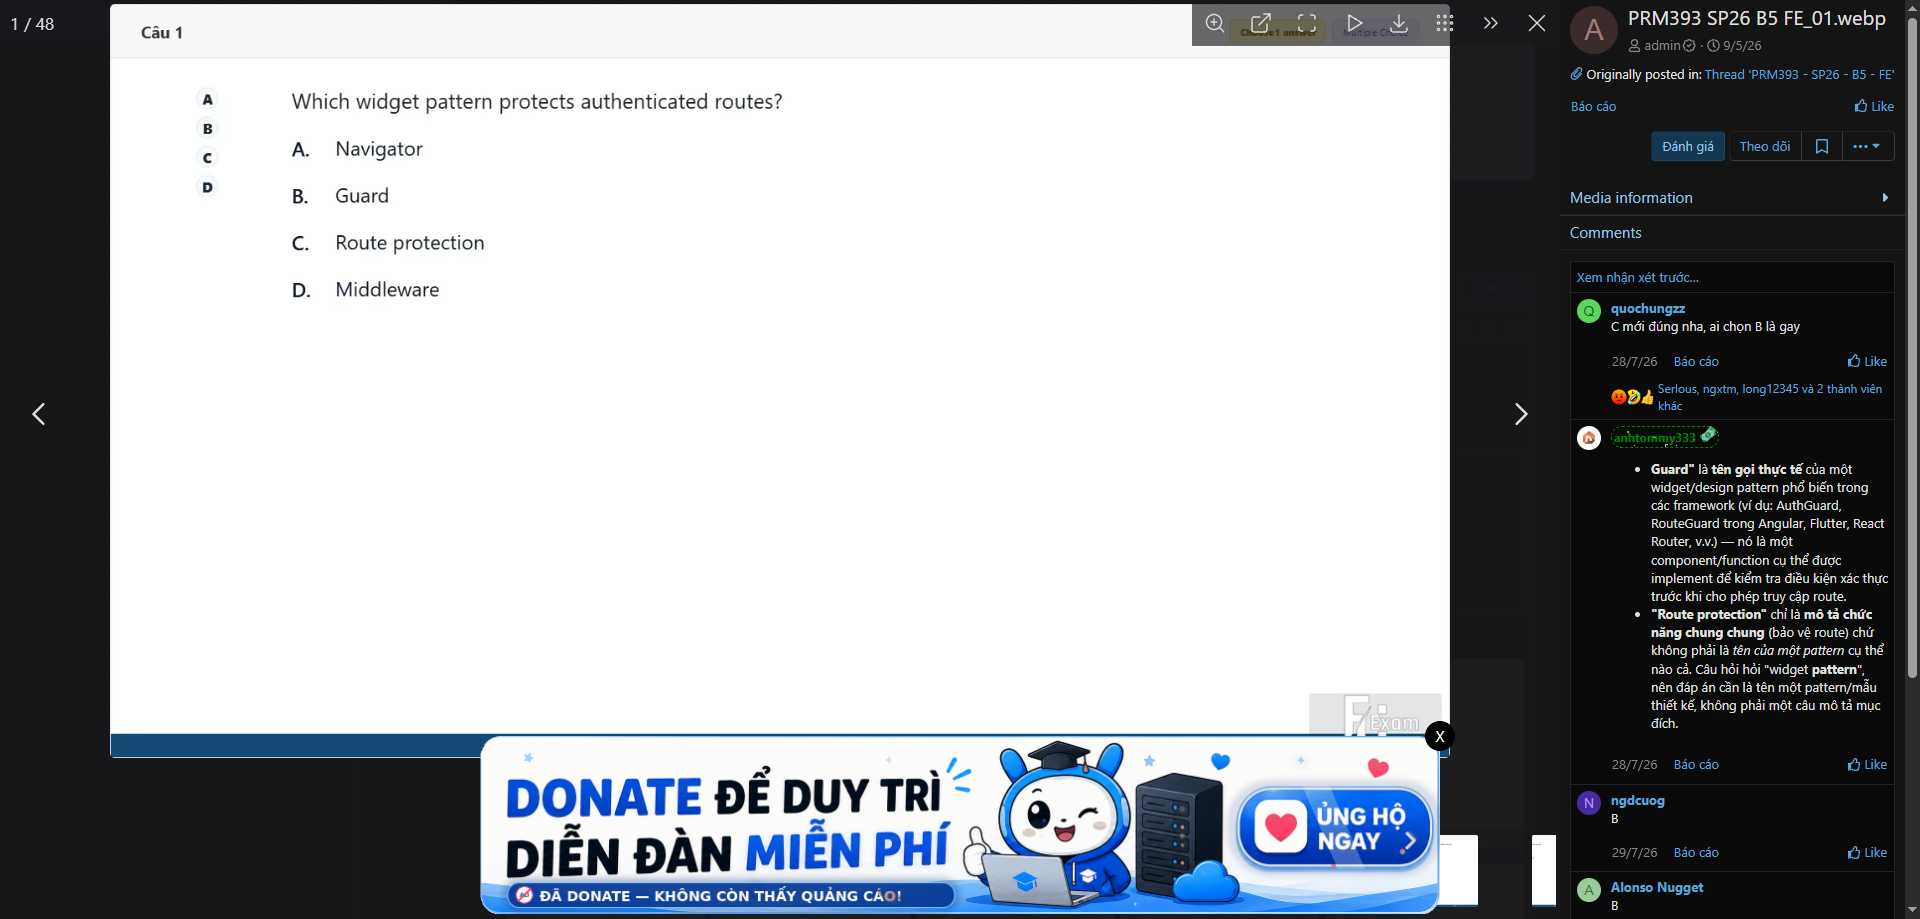 1 / 48
Câu 1
Choose 1 answer
Multiple Choice
A
B
C
D
Which widget pattern protects authenticated routes?
A. Navigator
B. Guard
C. Route protection
D. Middleware
FExam
X
DONATE ĐỂ DUY TRÌ
DIỄN ĐÀN MIỄN PHÍ
ĐÃ DONATE — KHÔNG CÒN THẤY QUẢNG CÁO!
ỦNG HỘ
NGAY
A
PRM393 SP26 B5 FE_01.webp
admin · 9/5/26
Originally posted in: Thread 'PRM393 - SP26 - B5 - FE'
Báo cáo
Like
Đánh giá
Theo dõi
Media information
Comments
Xem nhận xét trước...
Q
quochungzz
C mới đúng nha, ai chọn B là gay
28/7/26 Báo cáo Like
Serlous, ngxtm, long12345 và 2 thành viên
khác
anhtommy333
Guard" là tên gọi thực tế của một
widget/design pattern phổ biến trong
các framework (ví dụ: AuthGuard,
RouteGuard trong Angular, Flutter, React
Router, v.v.) — nó là một
component/function cụ thể được
implement để kiểm tra điều kiện xác thực
trước khi cho phép truy cập route.
"Route protection" chỉ là mô tả chức
năng chung chung (bảo vệ route) chứ
không phải là tên của một pattern cụ thể
nào cả. Câu hỏi hỏi "widget pattern",
nên đáp án cần là tên một pattern/mẫu
thiết kế, không phải một câu mô tả mục
đích.
28/7/26 Báo cáo Like
N
ngdcuog
B
29/7/26 Báo cáo Like
A
Alonso Nugget
B